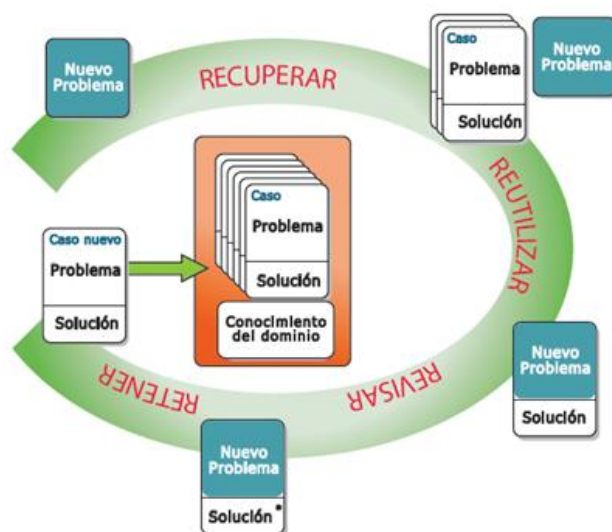 Nuevo
Problema
RECUPERAR
Caso
Problema
Solución
Nuevo
Problema
REUTILIZAR
Nuevo
Problema
Solución
REVISAR
Nuevo
Problema
Solución*
RETENER
Caso nuevo
Problema
Solución
Caso
Problema
Solución
Conocimiento
del dominio